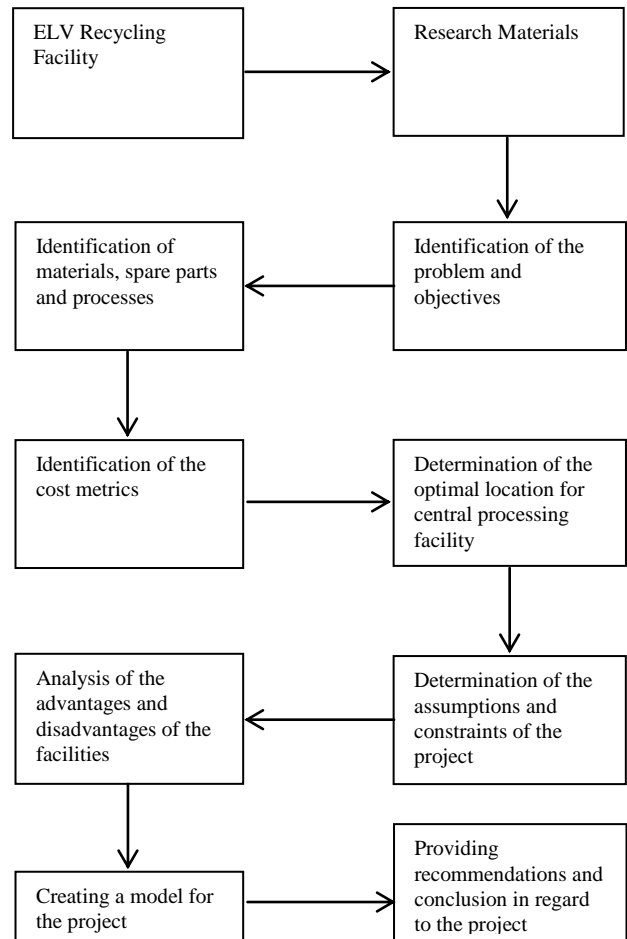 ELV Recycling
Facility
Research Materials
Identification of the
problem and
objectives
Identification of
materials, spare parts
and processes
Identification of the
cost metrics
Determination of the
optimal location for
central processing
facility
Determination of the
assumptions and
constraints of the
project
Analysis of the
advantages and
disadvantages of the
facilities
Creating a model for
the project
Providing
recommendations and
conclusion in regard
to the project